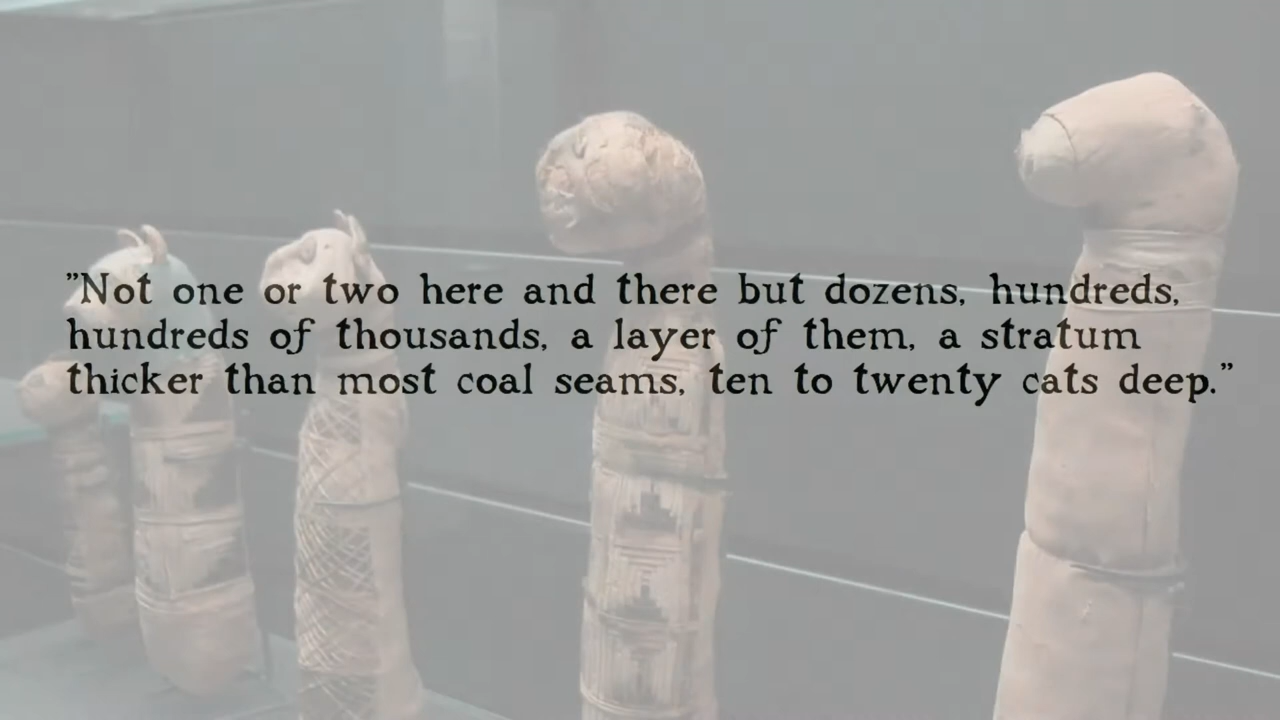 ”Not one or two here and there but dozens, hundreds,
hundreds of thousands, a layer of them, a stratum
thicker than most coal seams, ten to twenty cats deep.”